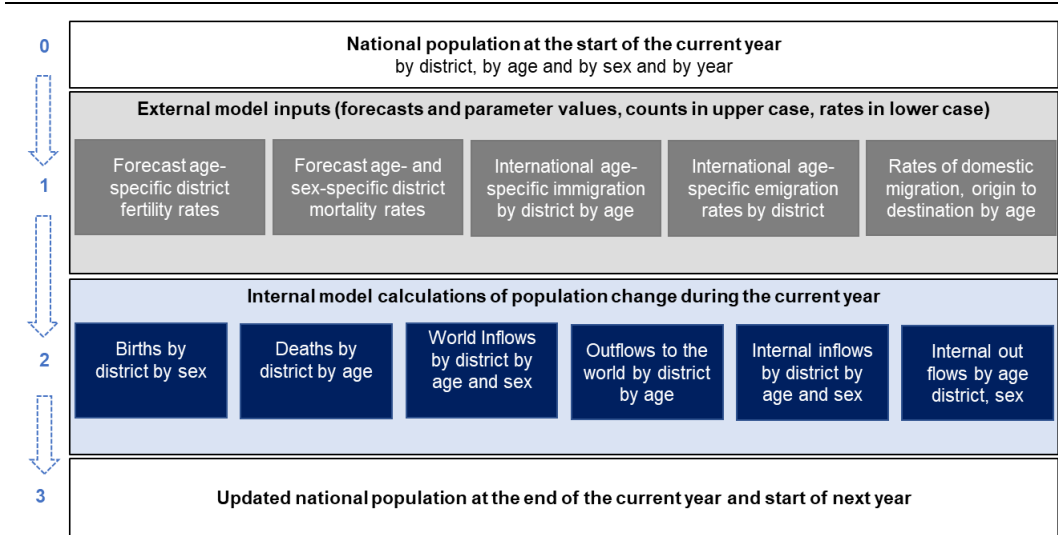 0
National population at the start of the current year
by district, by age and by sex and by year
External model inputs (forecasts and parameter values, counts in upper case, rates in lower case)
1
Forecast age-
specific district
fertility rates
Forecast age- and
sex-specific district
mortality rates
International age-
specific immigration
by district by age
International age-
specific emigration
rates by district
Rates of domestic
migration, origin to
destination by age
Internal model calculations of population change during the current year
2
Births by
district by sex
Deaths by
district by age
World Inflows
by district by
age and sex
Outflows to the
world by district
by age
Internal inflows
by district by
age and sex
Internal out
flows by age
district, sex
3
Updated national population at the end of the current year and start of next year